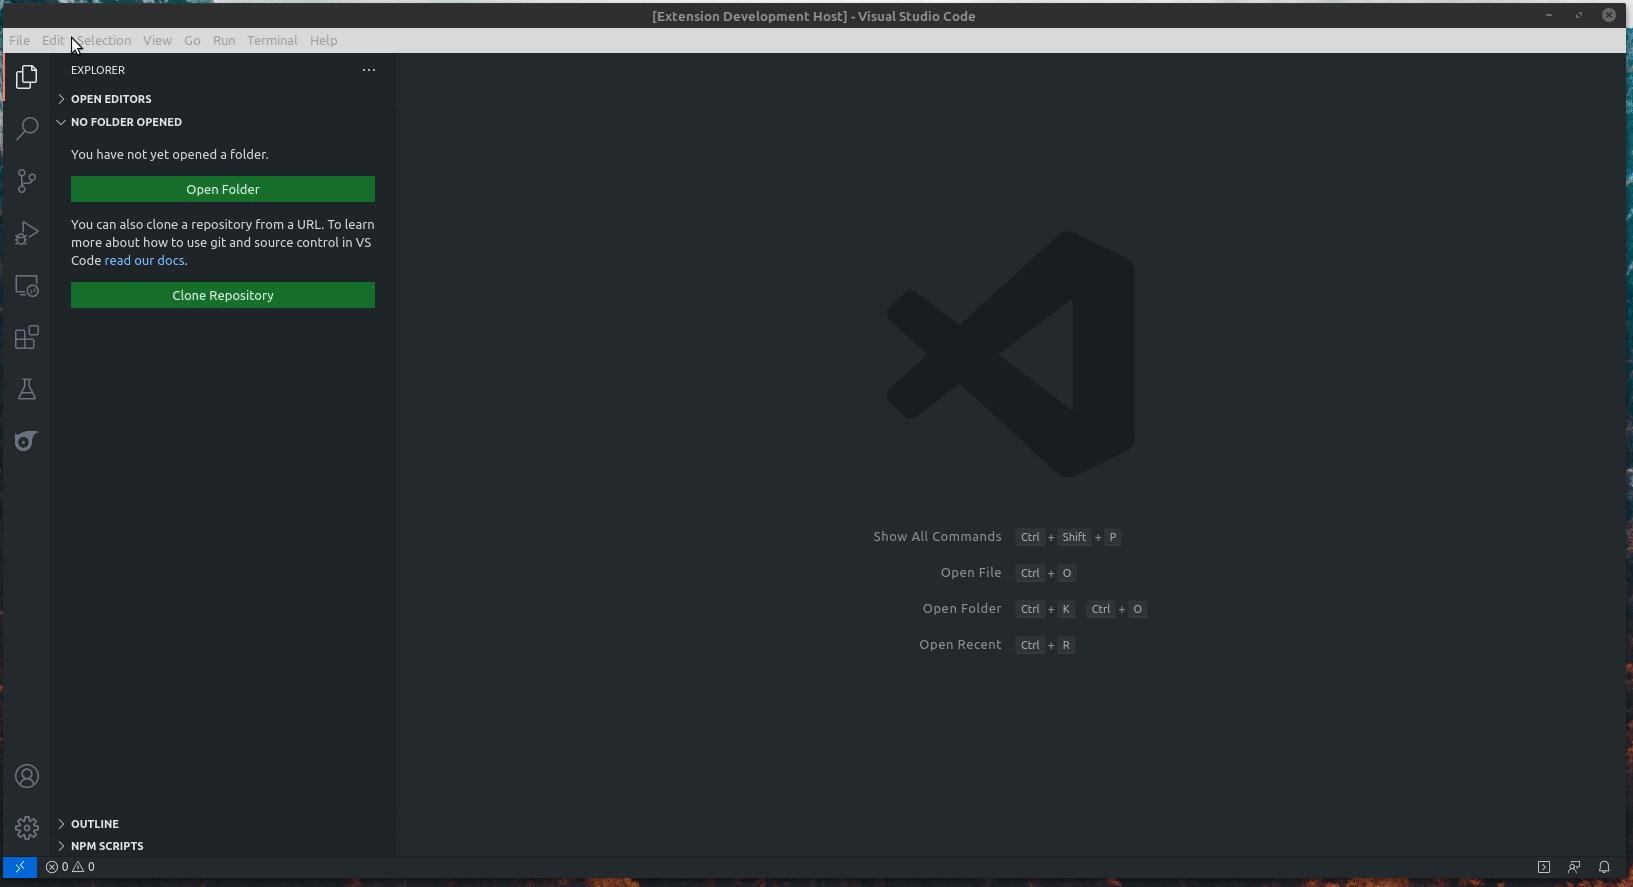 [Extension Development Host] - Visual Studio Code
File Edit Selection View Go Run Terminal Help
EXPLORER
OPEN EDITORS
NO FOLDER OPENED
You have not yet opened a folder.
Open Folder
You can also clone a repository from a URL. To learn
more about how to use git and source control in VS
Code read our docs.
Clone Repository
Show All Commands Ctrl + Shift + P
Open File Ctrl + O
Open Folder Ctrl + K Ctrl + O
Open Recent Ctrl + R
OUTLINE
NPM SCRIPTS
0 0